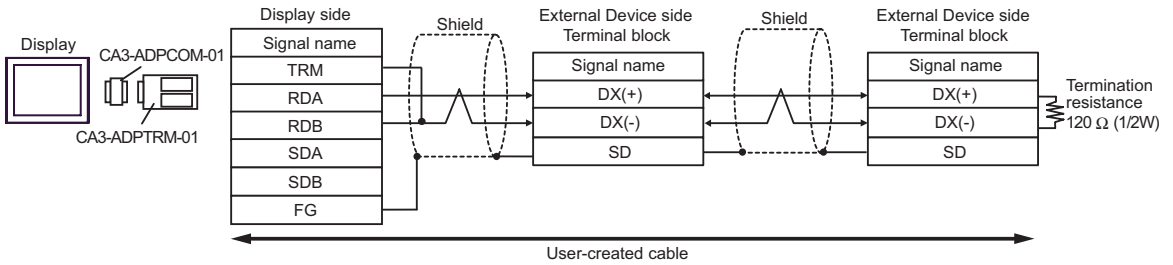 Display
CA3-ADPCOM-01
CA3-ADPTRM-01
Display side
Signal name
TRM
RDA
RDB
SDA
SDB
FG
Shield
External Device side
Terminal block
Signal name
DX(+)
DX(-)
SD
Shield
External Device side
Terminal block
Signal name
DX(+)
DX(-)
SD
Termination
resistance
120 Ω (1/2W)
User-created cable